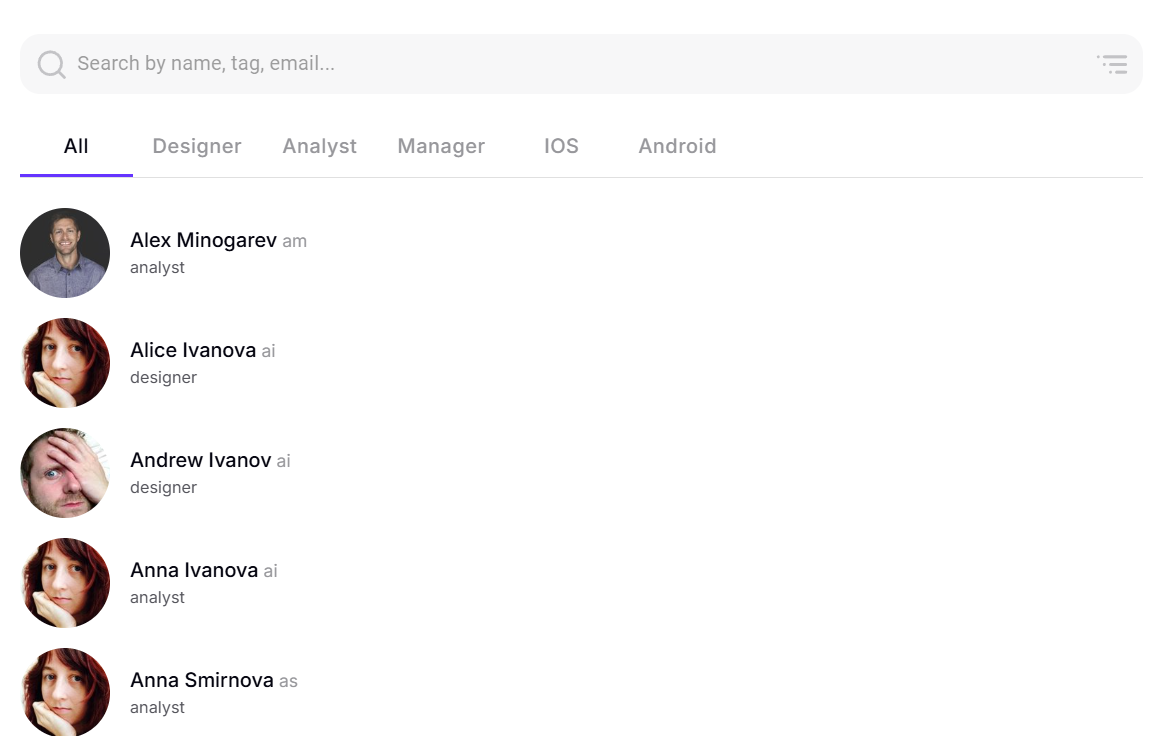 Search by name, tag, email...
All Designer Analyst Manager IOS Android
Alex Minogarev am
analyst
Alice Ivanova ai
designer
Andrew Ivanov ai
designer
Anna Ivanova ai
analyst
Anna Smirnova as
analyst